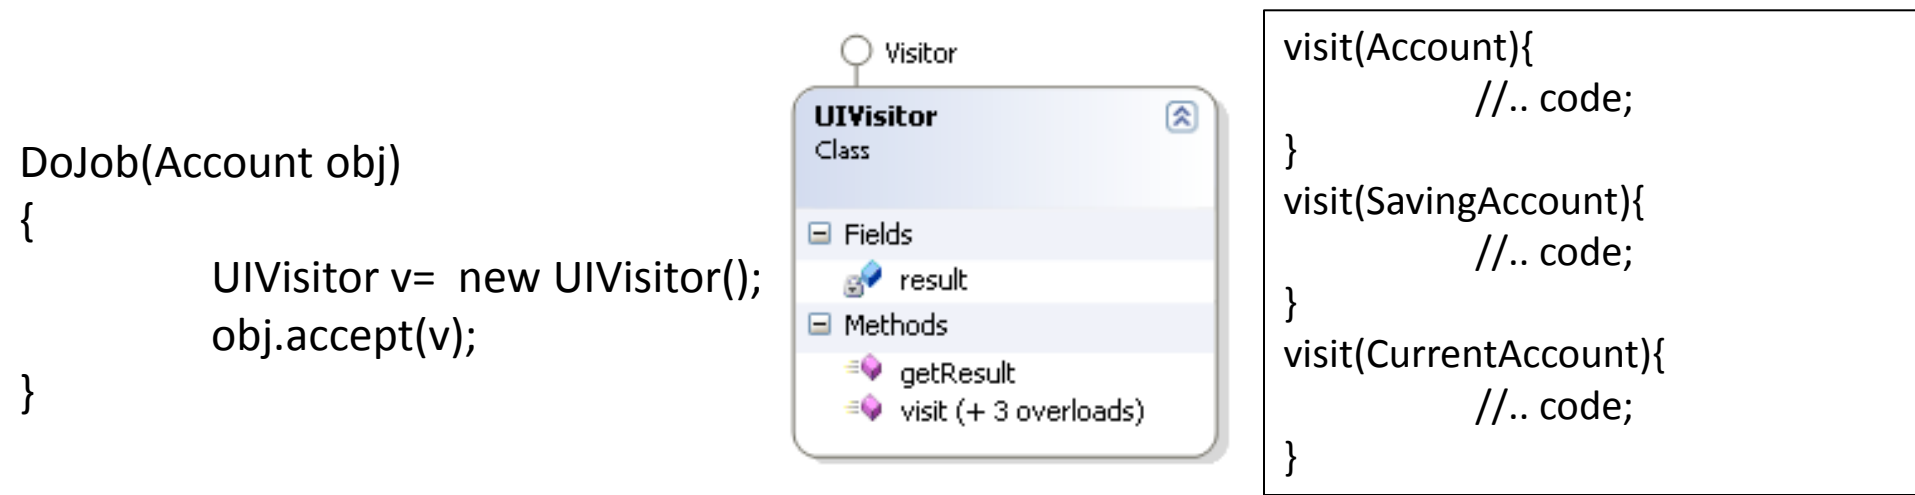 DoJob(Account obj)
{
UIVisitor v=  new UIVisitor();
obj.accept(v);
}
Visitor
UIVisitor
Class
Fields
result
Methods
getResult
visit (+ 3 overloads)
visit(Account){
//.. code;
}
visit(SavingAccount){
//.. code;
}
visit(CurrentAccount){
//.. code;
}